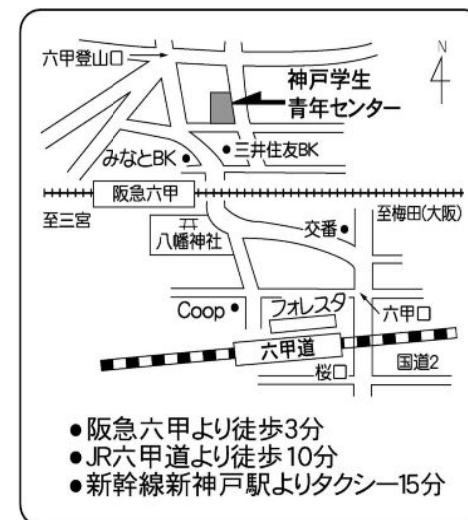 六甲登山口
N
神戸学生
青年センター
みなとBK
三井住友BK
阪急六甲
至三宮
至梅田(大阪)
八幡神社
交番
Coop
フォレスタ
六甲口
六甲道
桜口
国道2
●阪急六甲より徒歩3分
●JR六甲道より徒歩10分
●新幹線新神戸駅よりタクシー15分